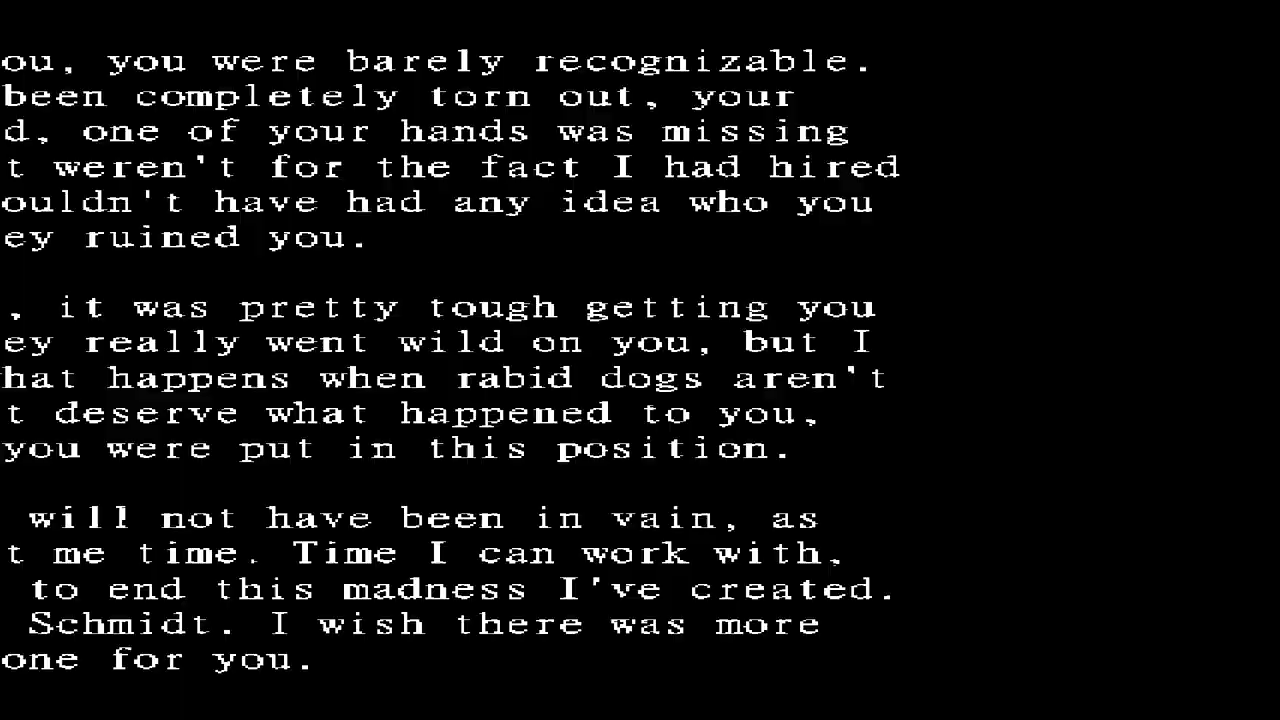 ou, you were barely recognizable.
been completely torn out, your
d, one of your hands was missing
t weren't for the fact I had hired
ouldn't have had any idea who you
ey ruined you.
, it was pretty tough getting you
ey really went wild on you, but I
hat happens when rabid dogs aren't
t deserve what happened to you,
you were put in this position.
will not have been in vain, as
t me time. Time I can work with,
to end this madness I've created.
Schmidt. I wish there was more
one for you.